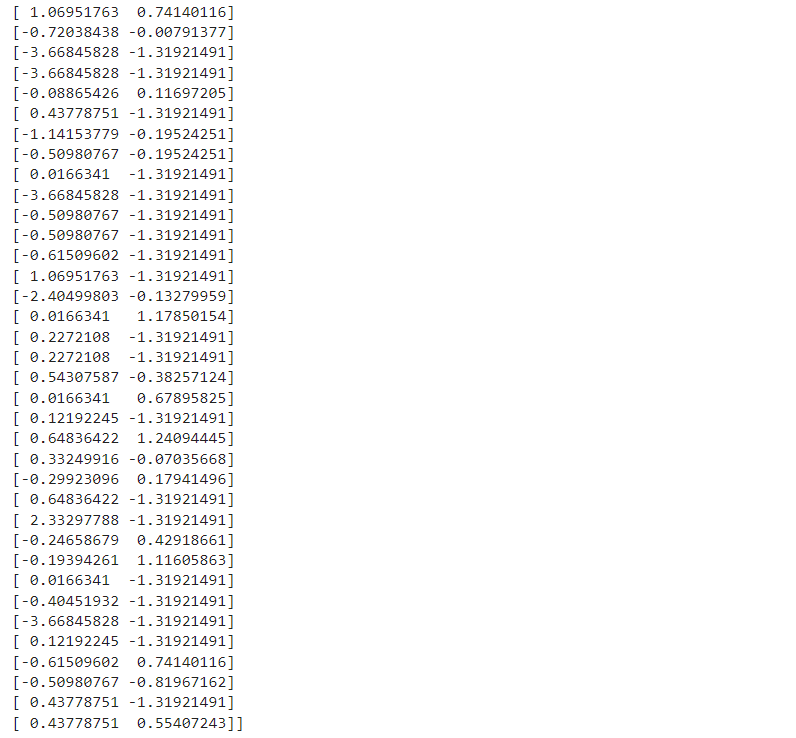 [ 1.06951763  0.74140116]
[-0.72038438 -0.00791377]
[-3.66845828 -1.31921491]
[-3.66845828 -1.31921491]
[-0.08865426  0.11697205]
[ 0.43778751 -1.31921491]
[-1.14153779 -0.19524251]
[-0.50980767 -0.19524251]
[ 0.0166341  -1.31921491]
[-3.66845828 -1.31921491]
[-0.50980767 -1.31921491]
[-0.50980767 -1.31921491]
[-0.61509602 -1.31921491]
[ 1.06951763 -1.31921491]
[-2.40499803 -0.13279959]
[ 0.0166341   1.17850154]
[ 0.2272108  -1.31921491]
[ 0.2272108  -1.31921491]
[ 0.54307587 -0.38257124]
[ 0.0166341   0.67895825]
[ 0.12192245 -1.31921491]
[ 0.64836422  1.24094445]
[ 0.33249916 -0.07035668]
[-0.29923096  0.17941496]
[ 0.64836422 -1.31921491]
[ 2.33297788 -1.31921491]
[-0.24658679  0.42918661]
[-0.19394261  1.11605863]
[ 0.0166341  -1.31921491]
[-0.40451932 -1.31921491]
[-3.66845828 -1.31921491]
[ 0.12192245 -1.31921491]
[-0.61509602  0.74140116]
[-0.50980767 -0.81967162]
[ 0.43778751 -1.31921491]
[ 0.43778751  0.55407243]]